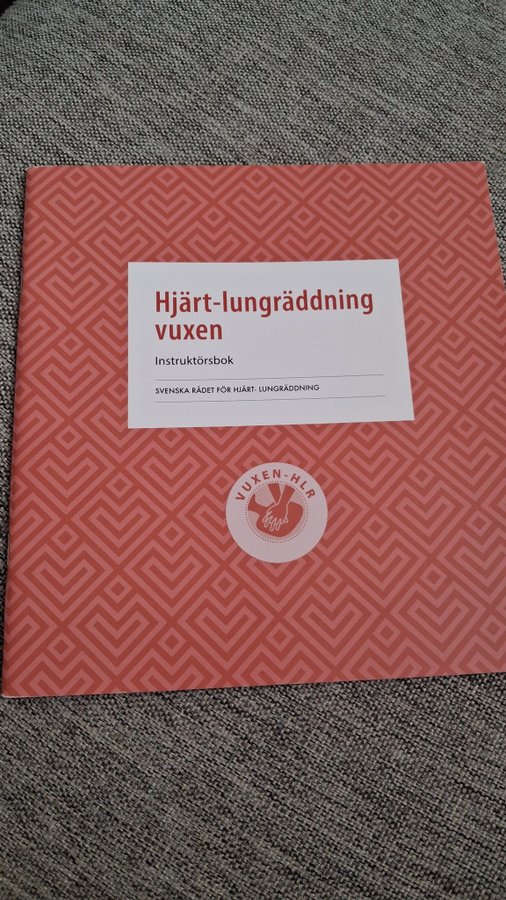 Hjärt-lungräddning
vuxen
Instruktörsbok
SVENSKA RÅDET FÖR HJÄRT- LUNGRÄDDNING
VUXEN-HLR